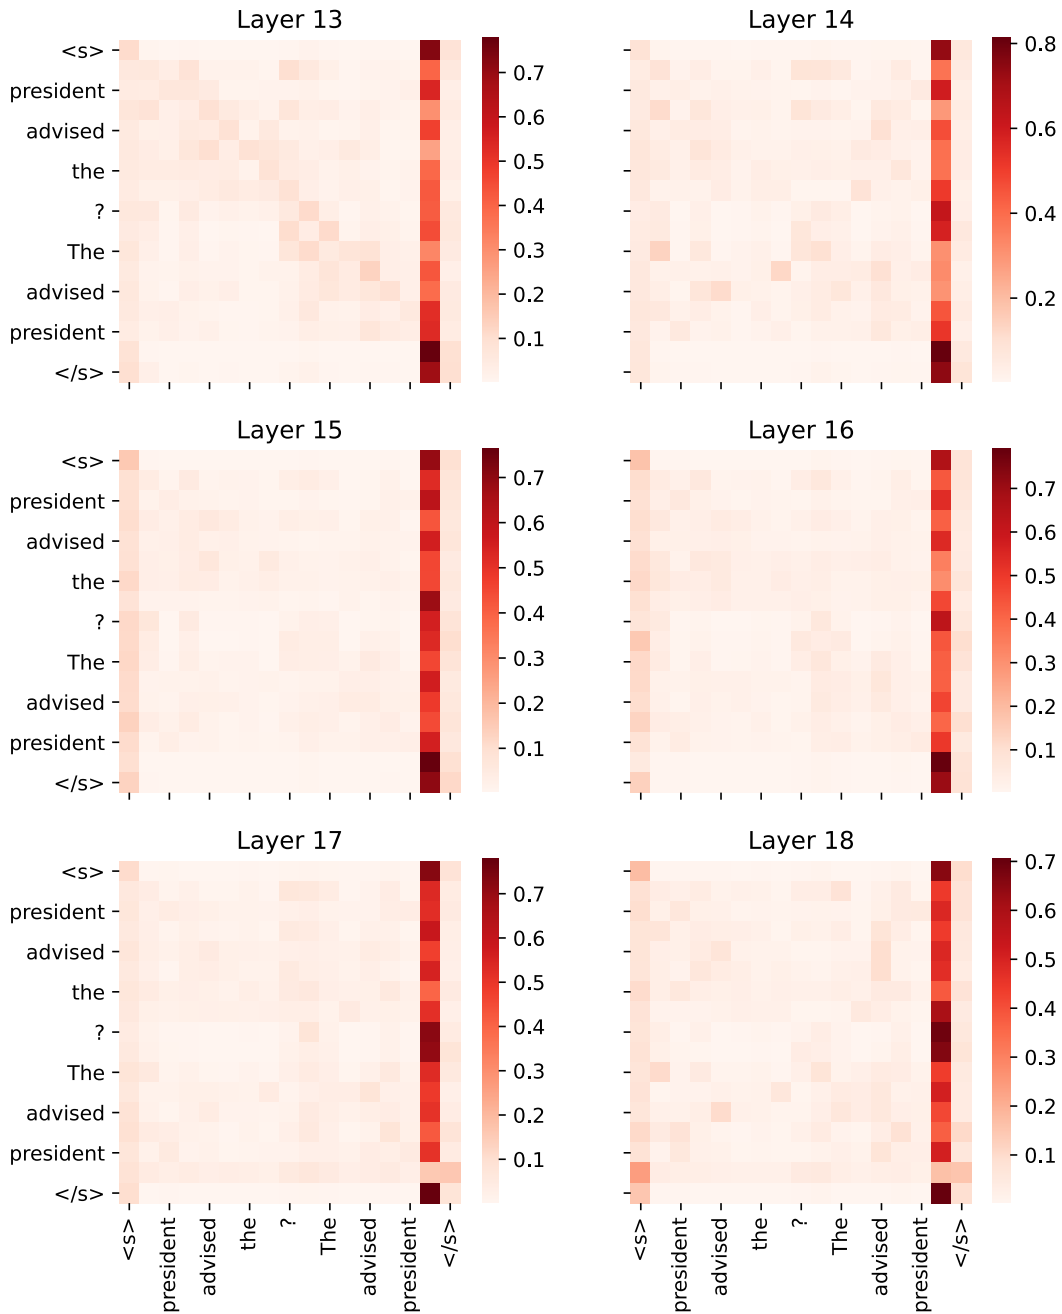 Layer 13
Layer 14
<s>
president
advised
the
?
The
advised
president
</s>
0.7
0.6
0.5
0.4
0.3
0.2
0.1
0.8
0.6
0.4
0.2
Layer 15
Layer 16
<s>
president
advised
the
?
The
advised
president
</s>
0.7
0.6
0.5
0.4
0.3
0.2
0.1
0.7
0.6
0.5
0.4
0.3
0.2
0.1
Layer 17
Layer 18
<s>
president
advised
the
?
The
advised
president
</s>
0.7
0.6
0.5
0.4
0.3
0.2
0.1
0.7
0.6
0.5
0.4
0.3
0.2
0.1
<s>
president
advised
the
?
The
advised
president
</s>
<s>
president
advised
the
?
The
advised
president
</s>